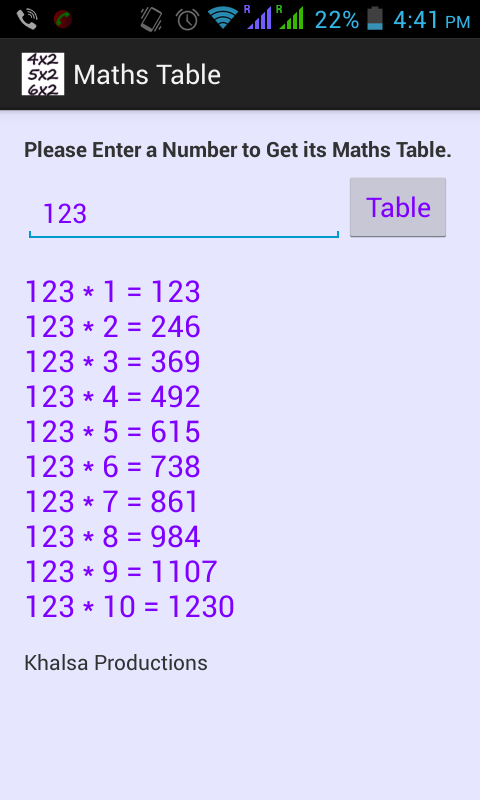 R R 22% 4:41 PM
4x2
5x2
6x2
Maths Table
Please Enter a Number to Get its Maths Table.
123
Table
123 * 1 = 123
123 * 2 = 246
123 * 3 = 369
123 * 4 = 492
123 * 5 = 615
123 * 6 = 738
123 * 7 = 861
123 * 8 = 984
123 * 9 = 1107
123 * 10 = 1230
Khalsa Productions